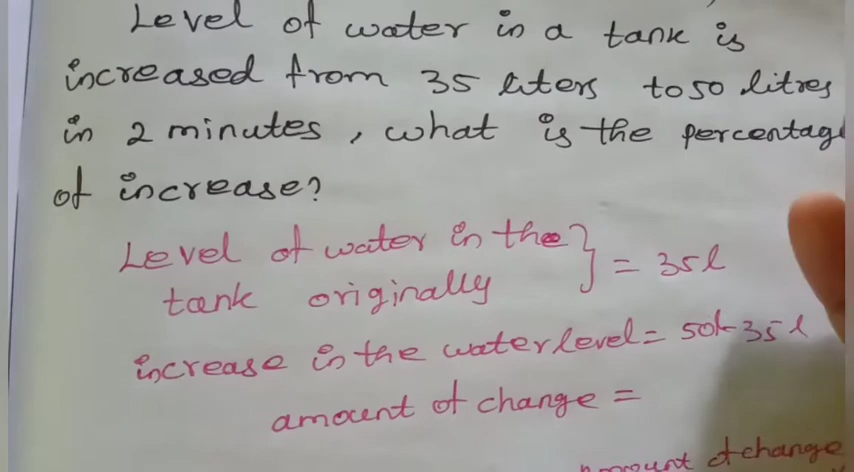 Level of water in a tank is
increased from 35 liters to 50 litres
in 2 minutes, what is the percentage
of increase?
Level of water in the } = 35l
tank originally
increase in the water level = 50l-35l
amount of change =
amount of change